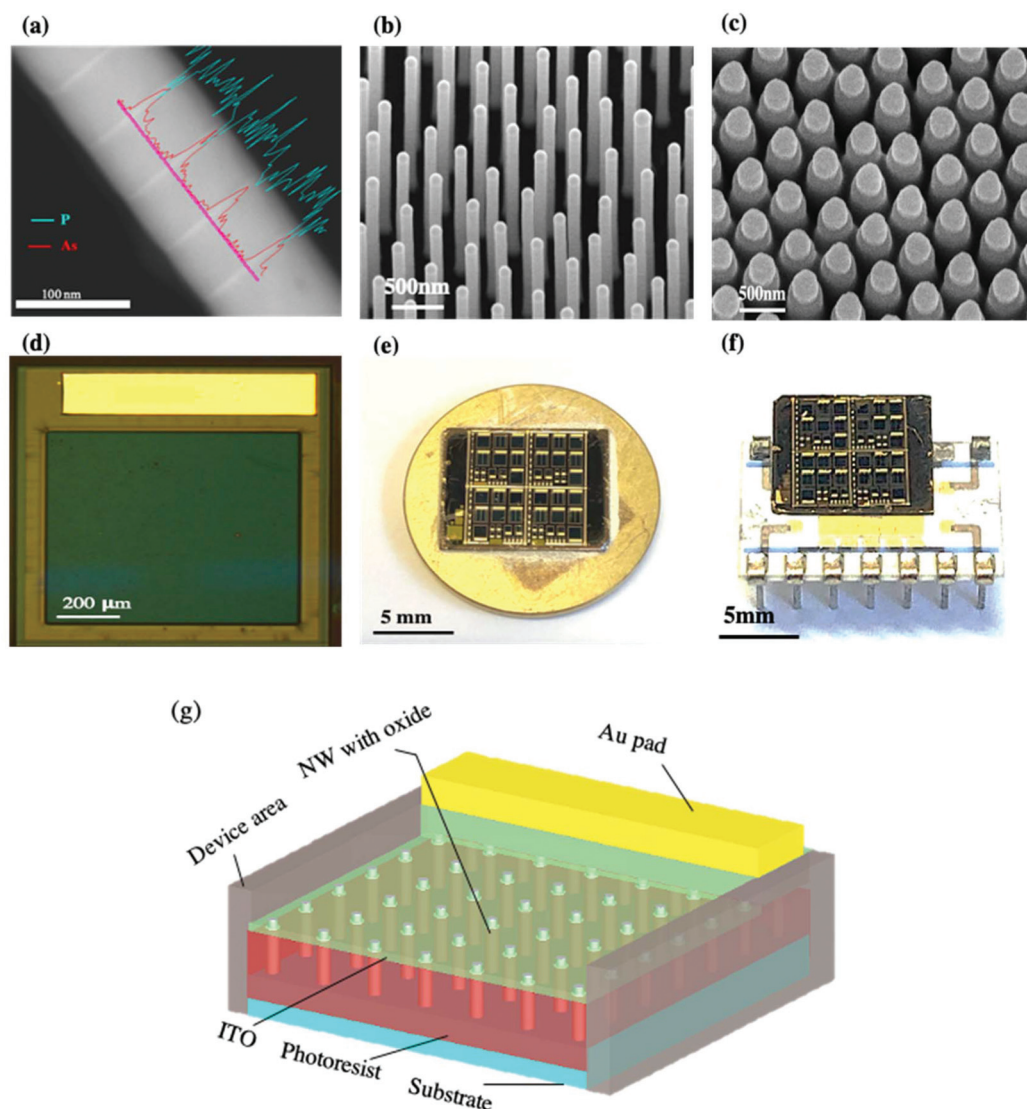 (a)
P
As
100 nm
(b)
500nm
(c)
500nm
(d)
200 μm
(e)
5 mm
(f)
5mm
(g)
NW with oxide
Au pad
Device area
ITO
Photoresist
Substrate